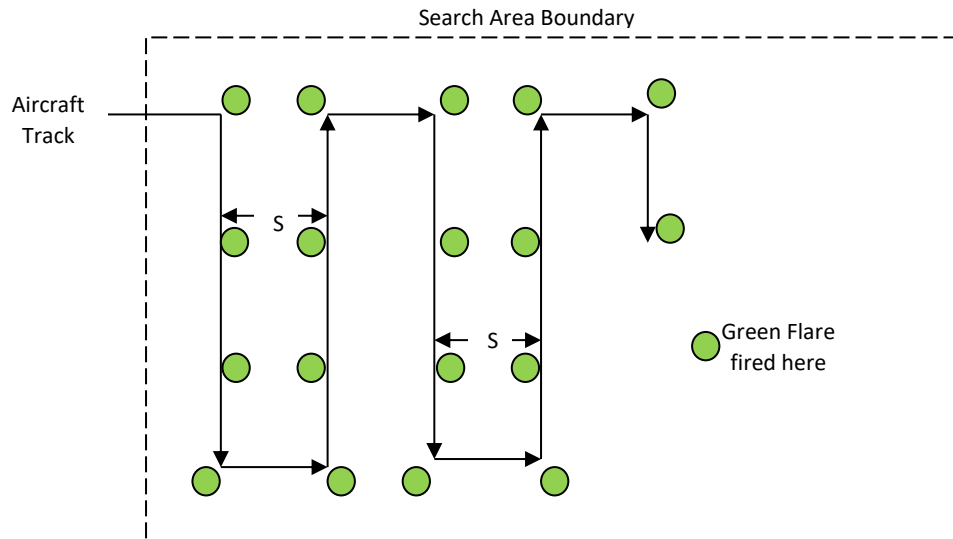 Search Area Boundary
Aircraft
Track
S
S
Green Flare
fired here